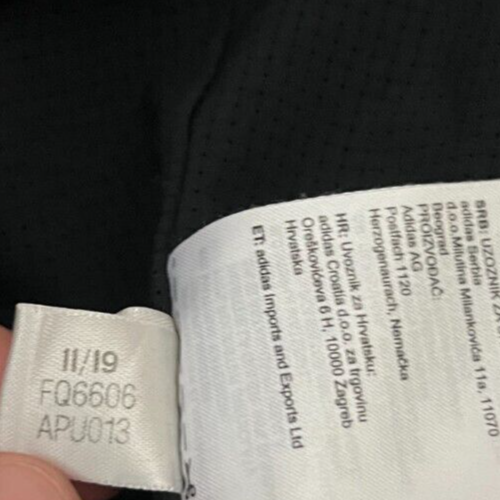 11/19
FQ6606
APU013
SRB: UZOZNIK ZA
adidas Serbia
d.o.o Milutina Milankovića 11a, 11070
Beograd
PROIZVOĐAČ:
Adidas AG
Postfach 1120
Herzogenaurach, Nemačka
HR: Uvoznik za Hrvatsku:
adidas Croatia d.o.o. za trgovinu
Oreškovićeva 6 H, 10000 Zagreb
Hrvatska
ET: adidas Imports and Exports Ltd